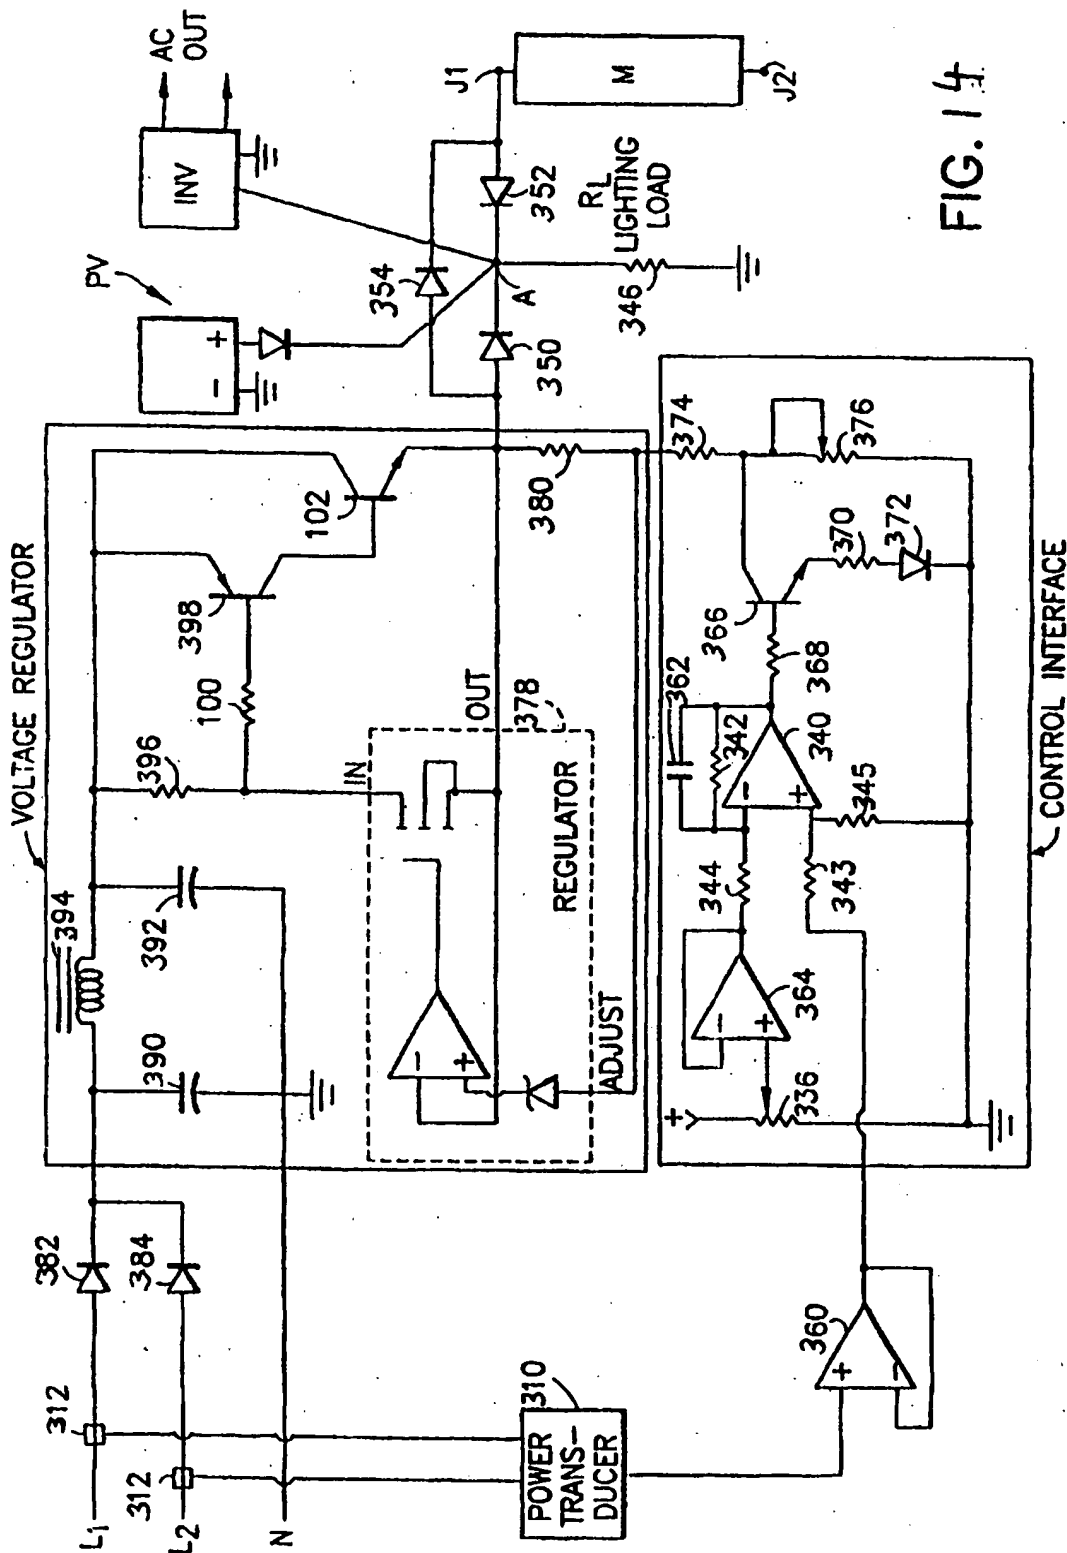 VOLTAGE REGULATOR
L1
L2
N
312
312
382
384
390
394
392
396
100
398
102
IN
OUT
378
REGULATOR
ADJUST
-
+
380
PV
-
+
INV
AC
OUT
354
350
352
A
J1
M
J2
RL
LIGHTING
LOAD
346
POWER
TRANS-
DUCER
310
360
+
-
+
336
364
-
+
344
343
345
342
362
340
-
+
368
366
370
372
374
376
CONTROL INTERFACE
FIG. 14